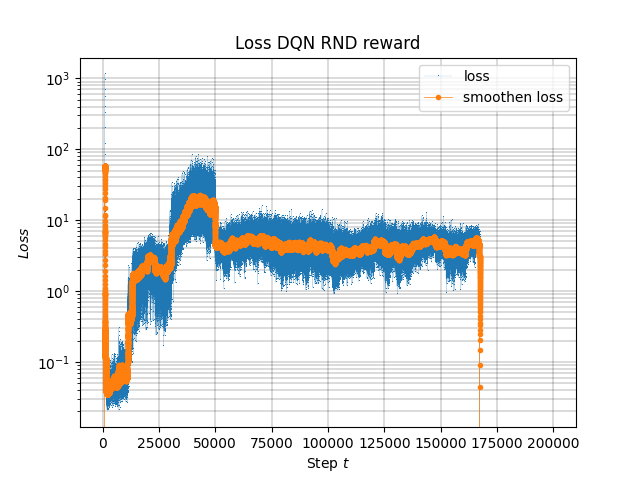 Loss DQN RND reward
loss
smoothen loss
Loss
10³
10²
10¹
10⁰
10⁻¹
0 25000 50000 75000 100000 125000 150000 175000 200000
Step t